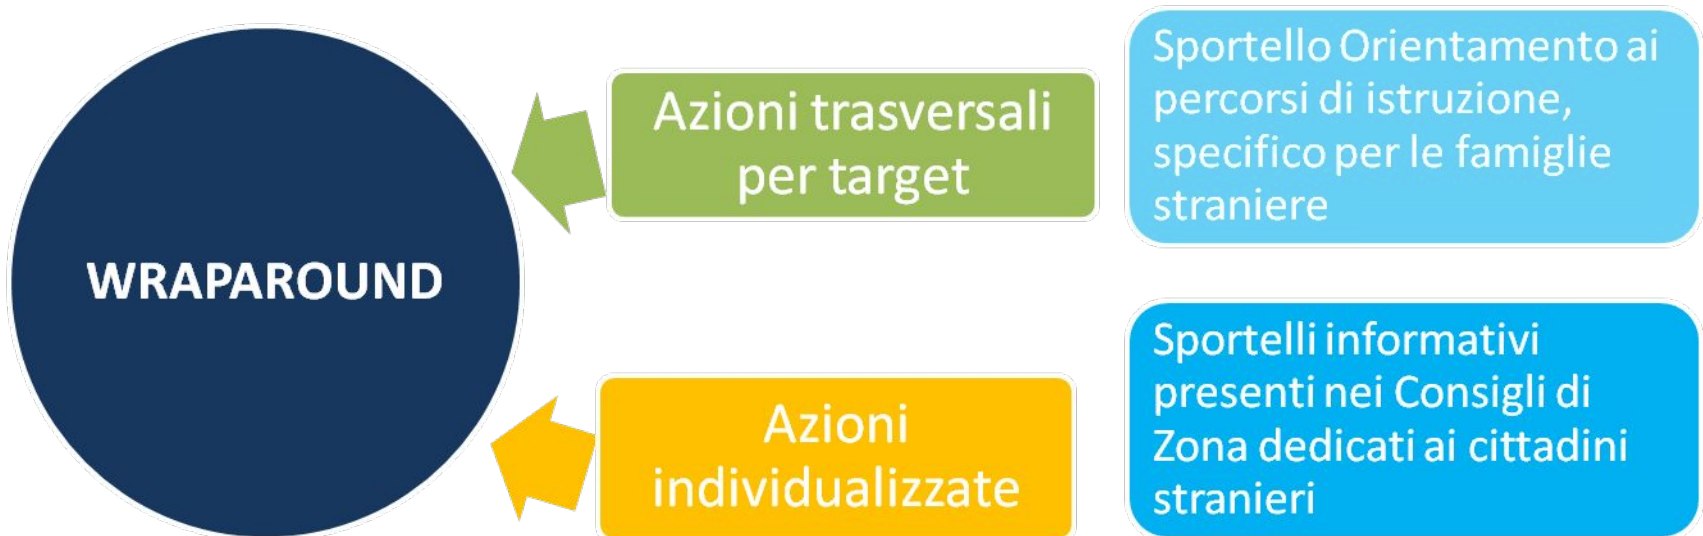 WRAPAROUND
Azioni trasversali
per target
Sportello Orientamento ai
percorsi di istruzione,
specifico per le famiglie
straniere
Azioni
individualizzate
Sportelli informativi
presenti nei Consigli di
Zona dedicati ai cittadini
stranieri